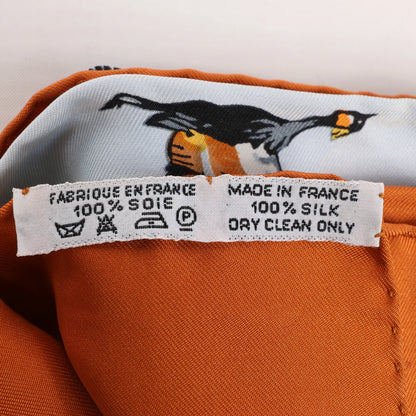 FABRIQUE EN FRANCE
100% SOIE
P
MADE IN FRANCE
100% SILK
DRY CLEAN ONLY